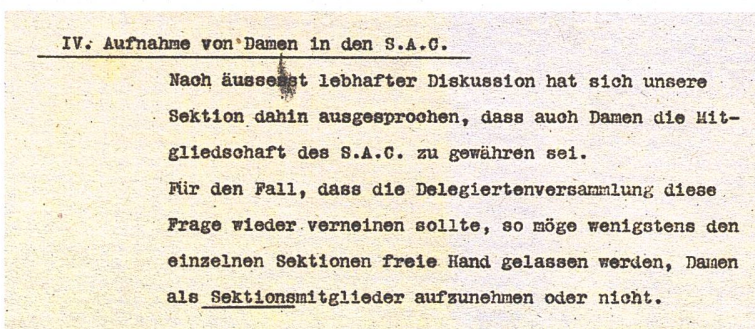 IV. Aufnahme von Damen in den S.A.C.
Nach äusserst lebhafter Diskussion hat sich unsere
Sektion dahin ausgesprochen, dass auch Damen die Mit-
gliedschaft des S.A.C. zu gewähren sei.
Für den Fall, dass die Delegiertenversammlung diese
Frage wieder verneinen sollte, so möge wenigstens den
einzelnen Sektionen freie Hand gelassen werden, Damen
als Sektionsmitglieder aufzunehmen oder nicht.